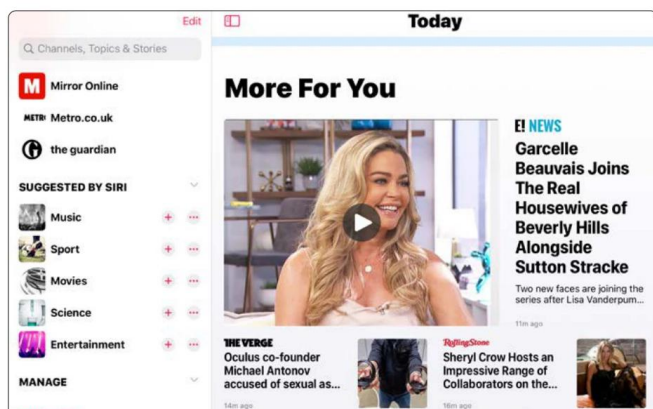 Edit
Today
Channels, Topics & Stories
M Mirror Online
METRO Metro.co.uk
G the guardian
SUGGESTED BY SIRI
Music
Sport
Movies
Science
Entertainment
MANAGE
More For You
E! NEWS
Garcelle
Beauvais Joins
The Real
Housewives of
Beverly Hills
Alongside
Sutton Stracke
Two new faces are joining the
series after Lisa Vanderpum...
11m ago
THE VERGE
Oculus co-founder
Michael Antonov
accused of sexual as...
14m ago
RollingStone
Sheryl Crow Hosts an
Impressive Range of
Collaborators on the...
16m ago